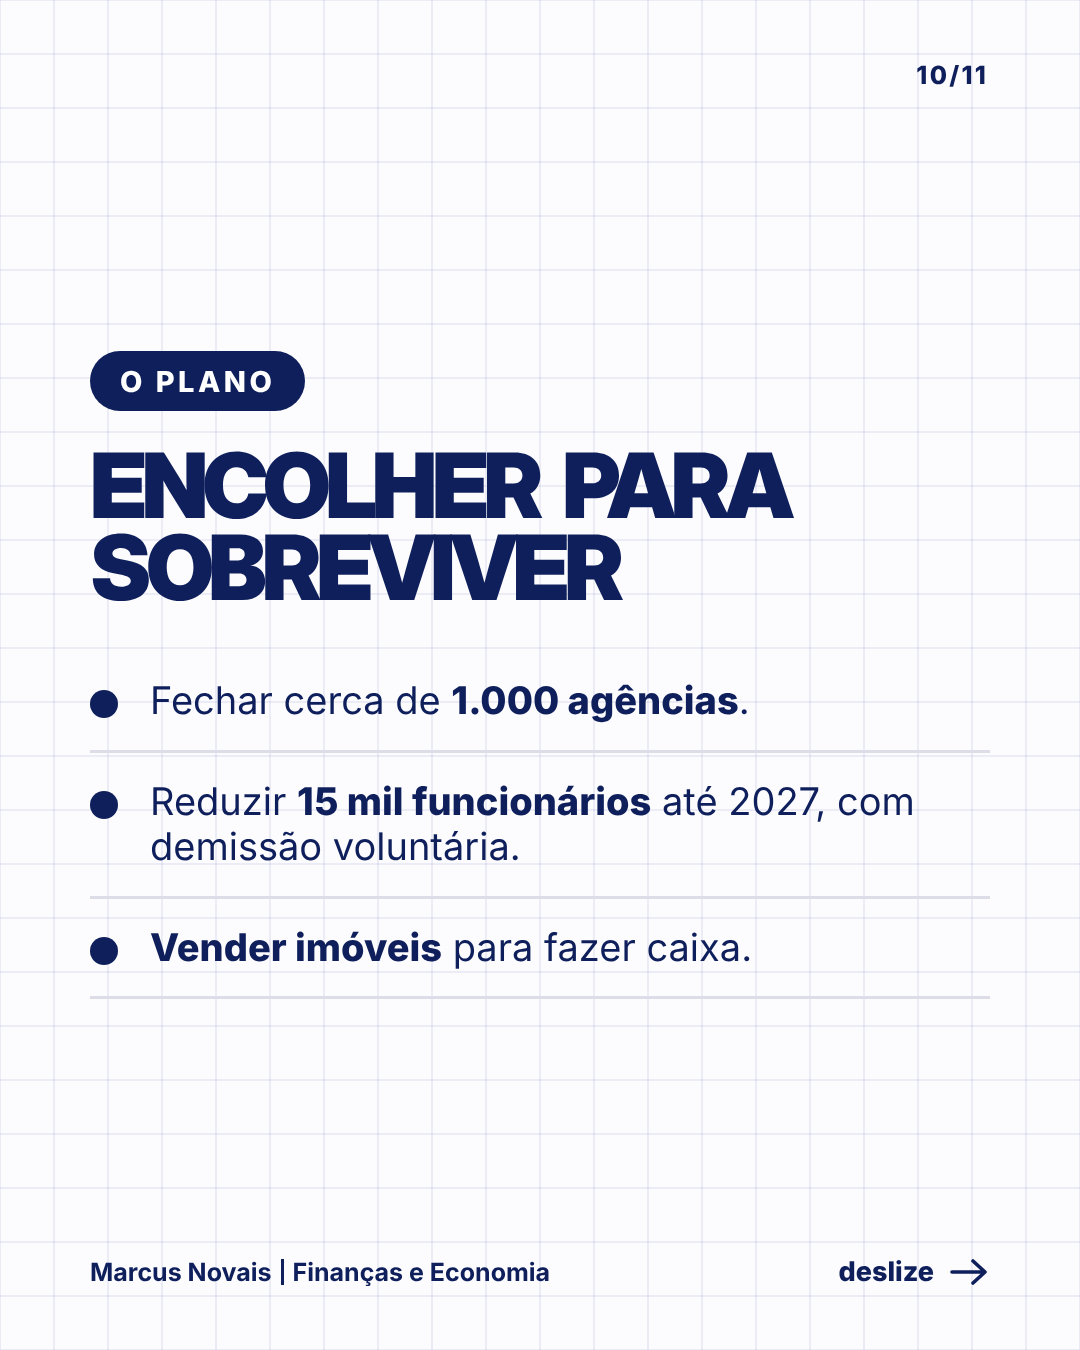 10/11
O PLANO
ENCOLHER PARA
SOBREVIVER
Fechar cerca de 1.000 agências.
Reduzir 15 mil funcionários até 2027, com
demissão voluntária.
Vender imóveis para fazer caixa.
Marcus Novais | Finanças e Economia
deslize →